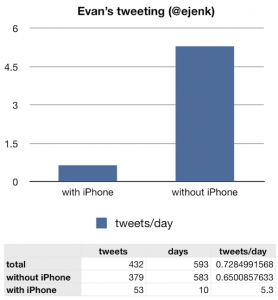 Evan's tweeting (@ejenk)
6
4.5
3
1.5
0
with iPhone without iPhone
tweets/day
tweets days tweets/day
total 432 593 0.7284991568
without iPhone 379 583 0.6500857633
with iPhone 53 10 5.3